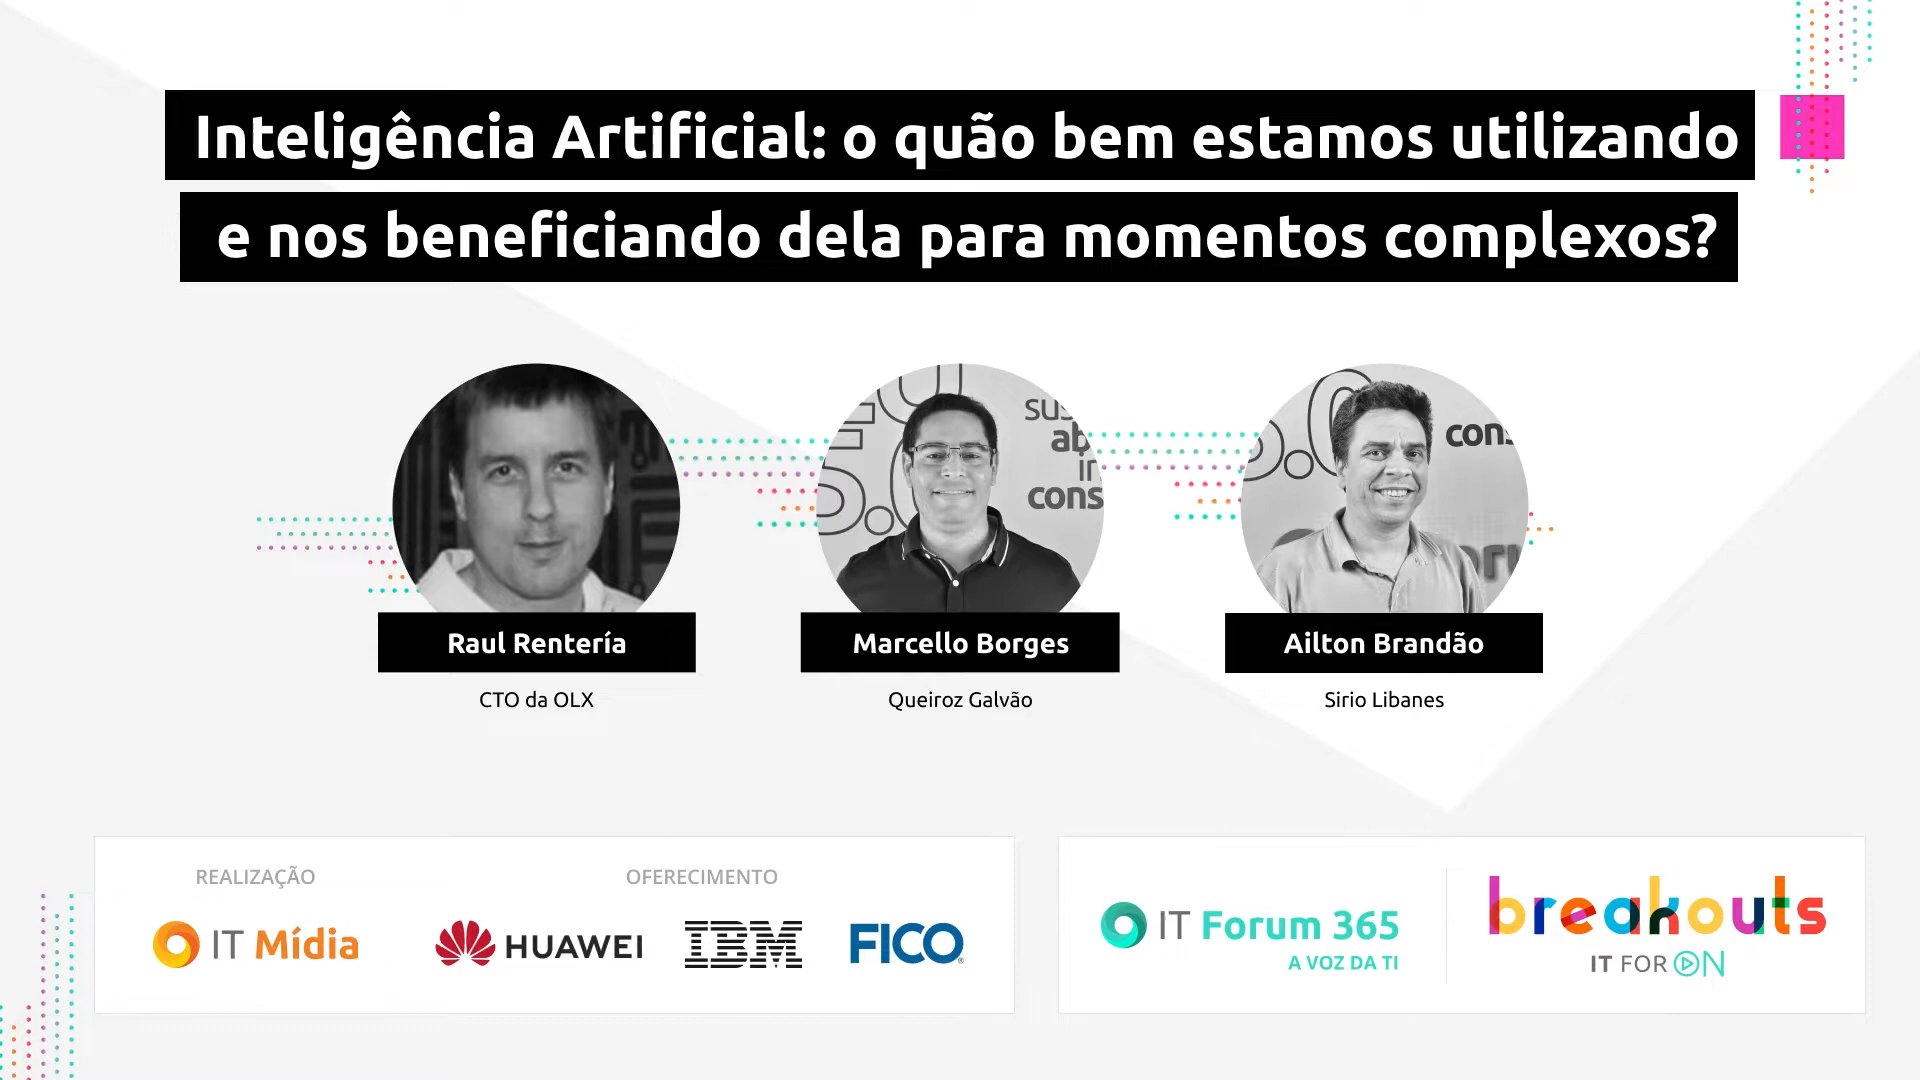 Inteligência Artificial: o quão bem estamos utilizando
e nos beneficiando dela para momentos complexos?
cons
cons
Raul Rentería
Marcello Borges
Ailton Brandão
CTO da OLX
Queiroz Galvão
Sirio Libanes
REALIZAÇÃO
OFERECIMENTO
IT Mídia
HUAWEI
IBM
FICO
IT Forum 365
A VOZ DA TI
breakouts
IT FOR ON